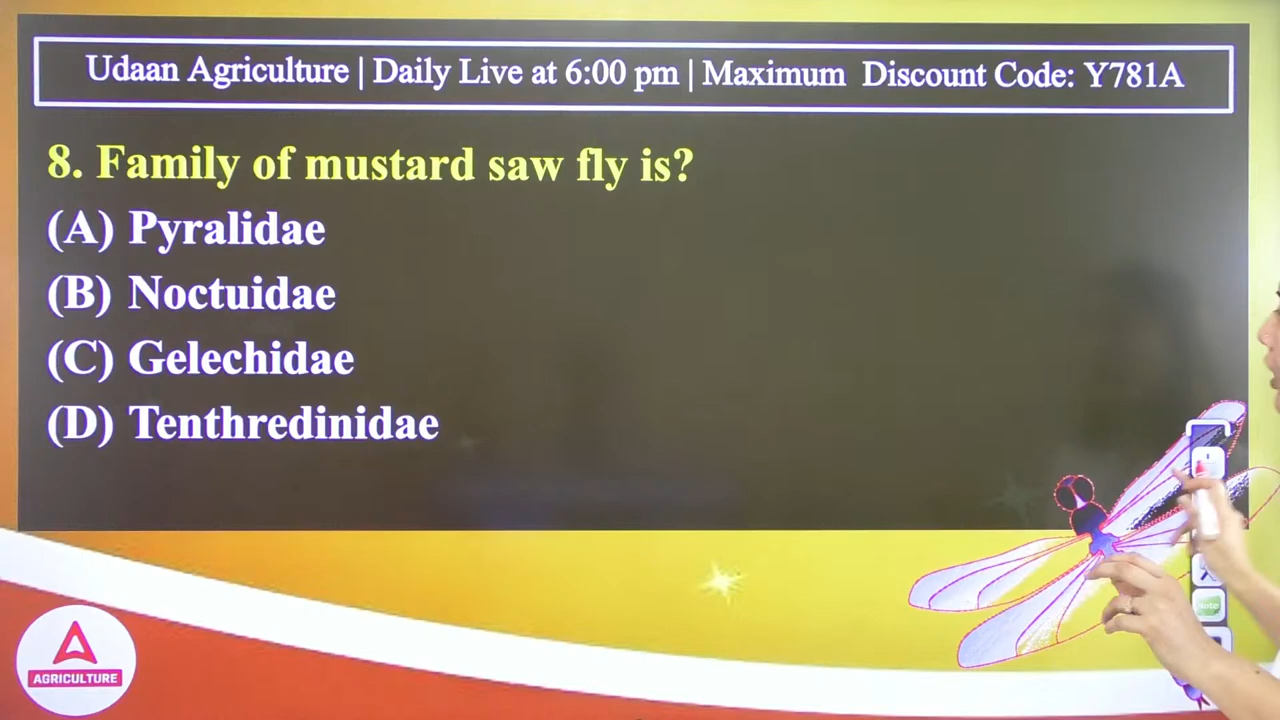 Udaan Agriculture | Daily Live at 6:00 pm | Maximum Discount Code: Y781A
8. Family of mustard saw fly is?
(A) Pyralidae
(B) Noctuidae
(C) Gelechidae
(D) Tenthredinidae
Note
AGRICULTURE